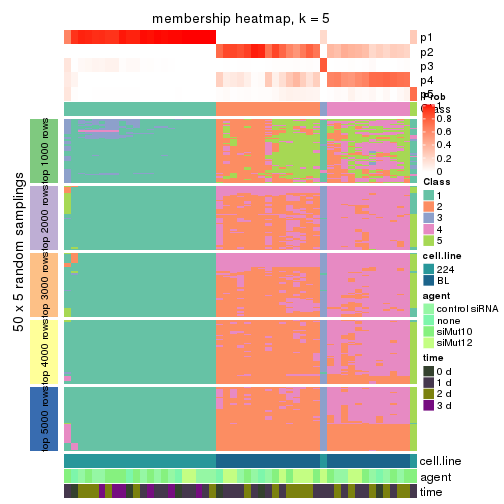 membership heatmap, k = 5
p1
p2
p3
p4
p5
Prob
1
0.8
0.6
0.4
0.2
0
Class
50 x 5 random samplings
top 1000 rows
top 2000 rows
top 3000 rows
top 4000 rows
top 5000 rows
Class
1
2
3
4
5
cell.line
224
BL
agent
control siRNA
none
siMut10
siMut12
time
0 d
1 d
2 d
3 d
cell.line
agent
time